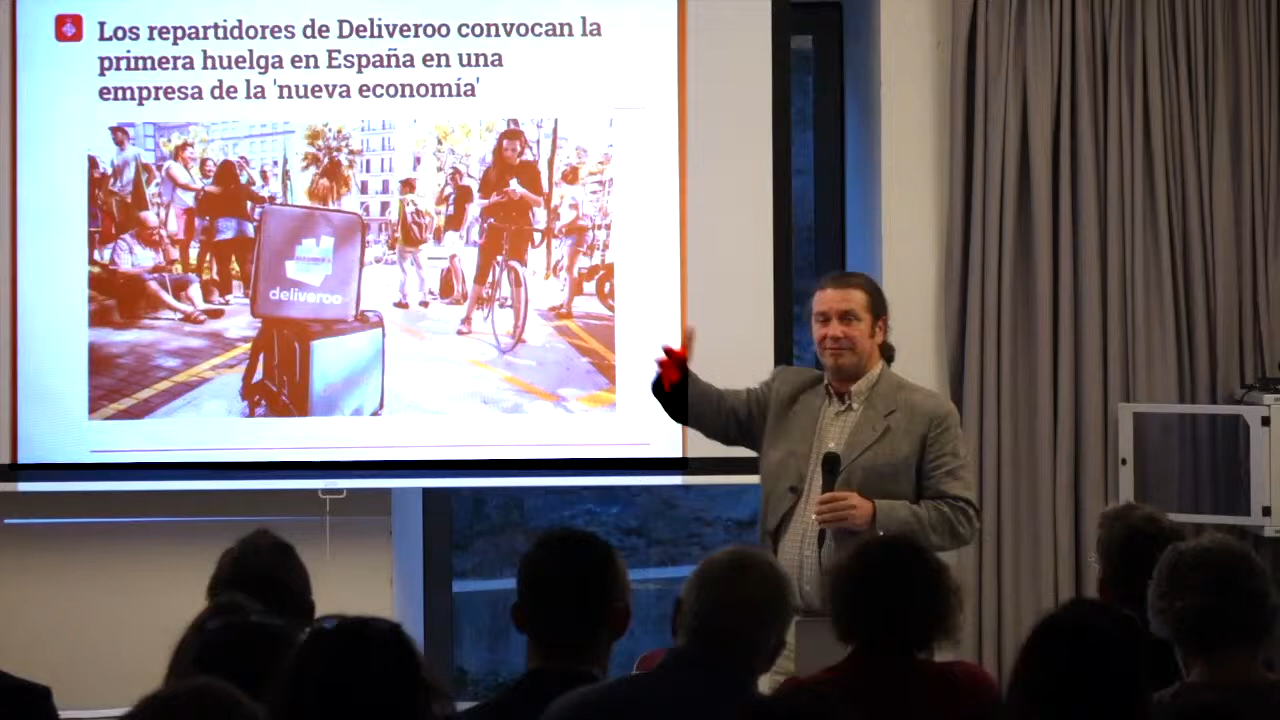 Los repartidores de Deliveroo convocan la
primera huelga en España en una
empresa de la 'nueva economía'
deliveroo